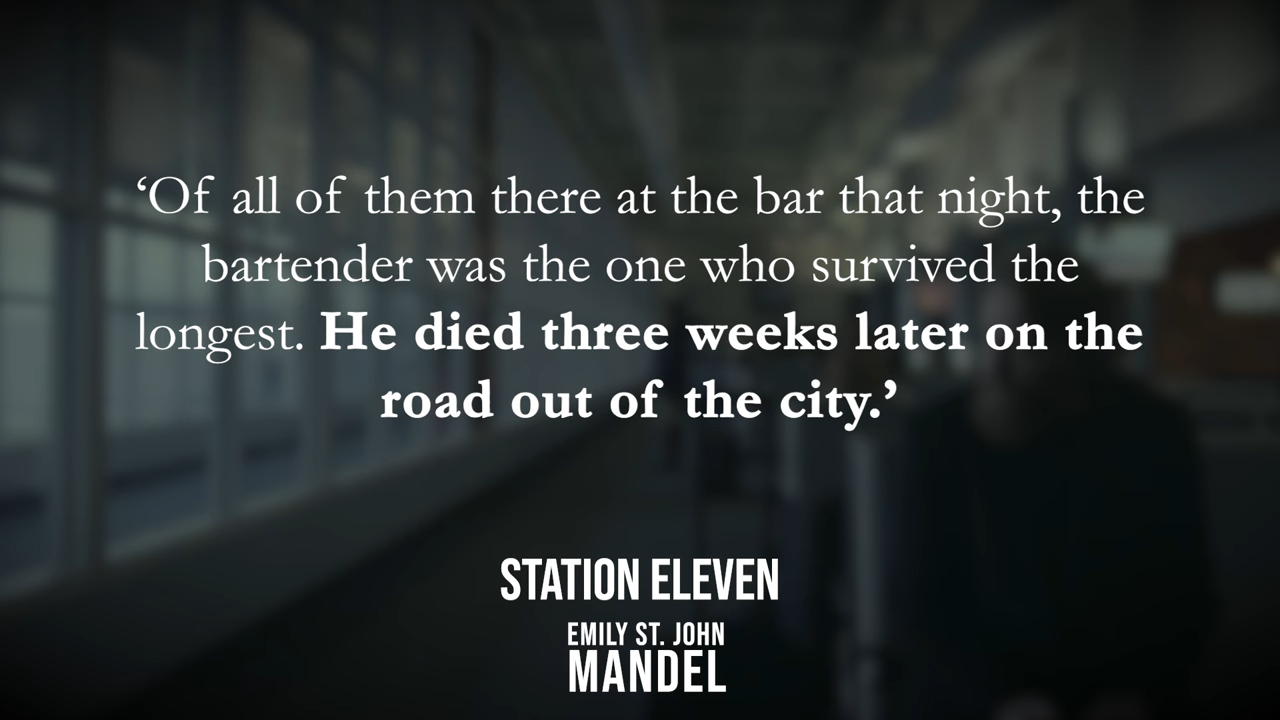 ‘Of all of them there at the bar that night, the
bartender was the one who survived the
longest. He died three weeks later on the
road out of the city.’
STATION ELEVEN
EMILY ST. JOHN
MANDEL